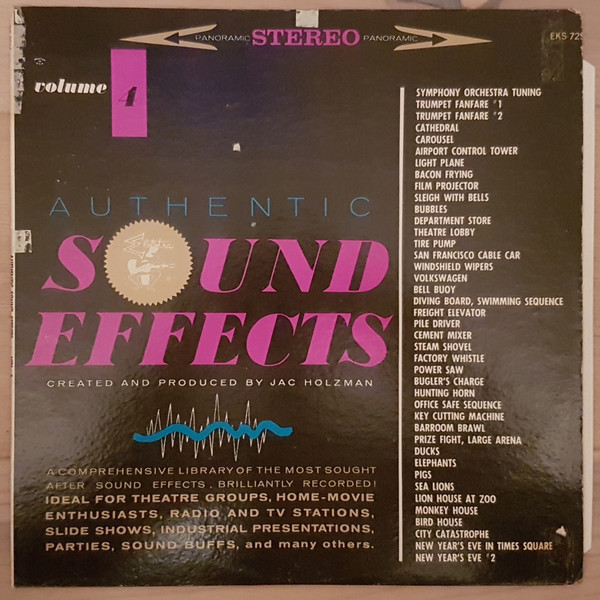 PANORAMIC STEREO PANORAMIC
volume 4
AUTHENTIC
SOUND
EFFECTS
CREATED AND PRODUCED BY JAC HOLZMAN
A COMPREHENSIVE LIBRARY OF THE MOST SOUGHT
AFTER SOUND EFFECTS, BRILLIANTLY RECORDED!
IDEAL FOR THEATRE GROUPS, HOME-MOVIE
ENTHUSIASTS, RADIO AND TV STATIONS,
SLIDE SHOWS, INDUSTRIAL PRESENTATIONS,
PARTIES, SOUND BUFFS, and many others.
EKS 725
SYMPHONY ORCHESTRA TUNING
TRUMPET FANFARE #1
TRUMPET FANFARE #2
CATHEDRAL
CAROUSEL
AIRPORT CONTROL TOWER
LIGHT PLANE
BACON FRYING
FILM PROJECTOR
SLEIGH WITH BELLS
BUBBLES
DEPARTMENT STORE
THEATRE LOBBY
TIRE PUMP
SAN FRANCISCO CABLE CAR
WINDSHIELD WIPERS
VOLKSWAGEN
BELL BUOY
DIVING BOARD, SWIMMING SEQUENCE
FREIGHT ELEVATOR
PILE DRIVER
CEMENT MIXER
STEAM SHOVEL
FACTORY WHISTLE
POWER SAW
BUGLER'S CHARGE
HUNTING HORN
OFFICE SAFE SEQUENCE
KEY CUTTING MACHINE
BARROOM BRAWL
PRIZE FIGHT, LARGE ARENA
DUCKS
ELEPHANTS
PIGS
SEA LIONS
LION HOUSE AT ZOO
MONKEY HOUSE
BIRD HOUSE
CITY CATASTROPHE
NEW YEAR'S EVE IN TIMES SQUARE
NEW YEAR'S EVE #2